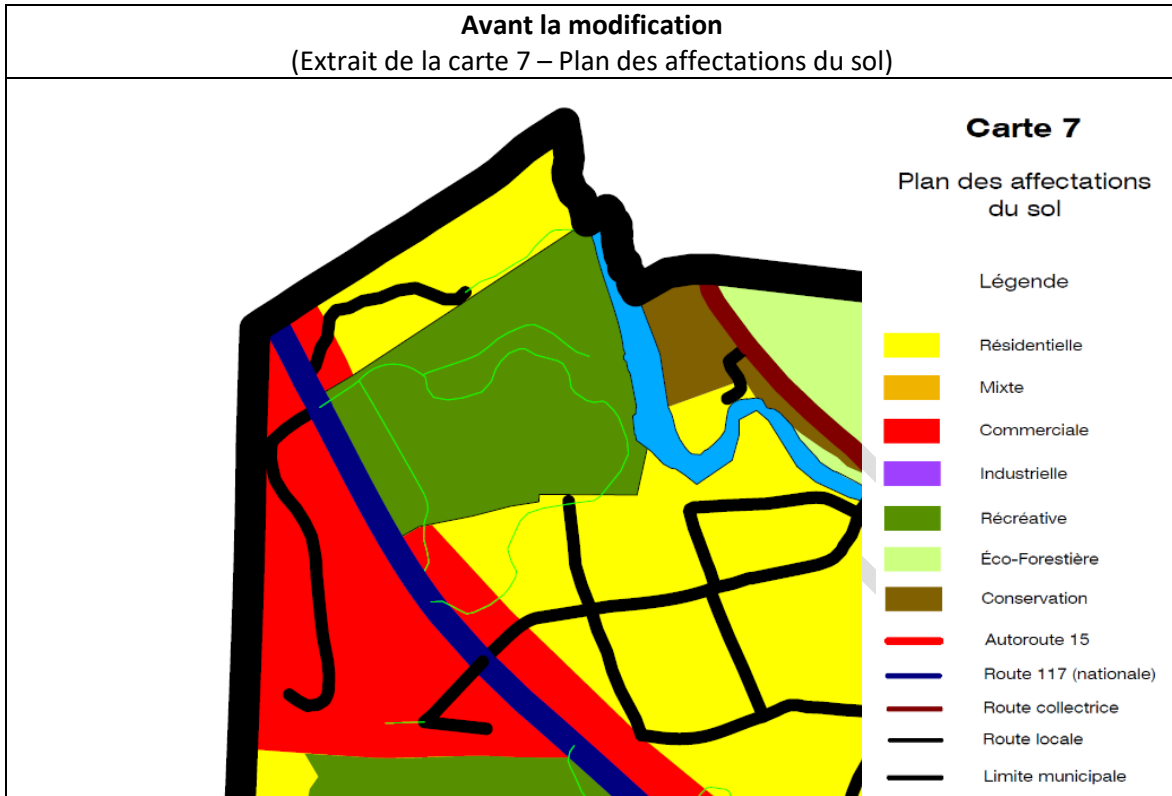 Avant la modification
(Extrait de la carte 7 – Plan des affectations du sol)
Carte 7
Plan des affectations
du sol
Légende
Résidentielle
Mixte
Commerciale
Industrielle
Récréative
Éco-Forestière
Conservation
Autoroute 15
Route 117 (nationale)
Route collectrice
Route locale
Limite municipale